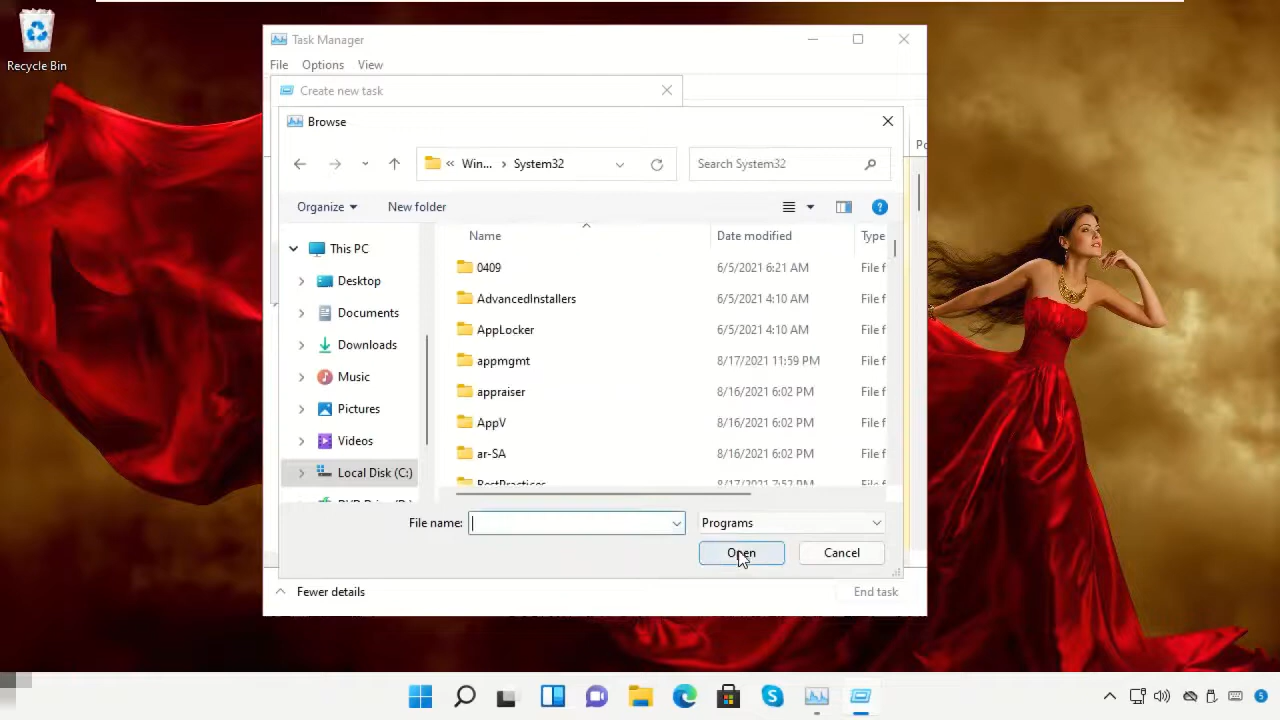 Recycle Bin
Task Manager
File Options View
Create new task
Browse
« Win... › System32
Search System32
Organize New folder
Name Date modified Type
This PC
Desktop
Documents
Downloads
Music
Pictures
Videos
Local Disk (C:)
0409 6/5/2021 6:21 AM File f
AdvancedInstallers 6/5/2021 4:10 AM File f
AppLocker 6/5/2021 4:10 AM File f
appmgmt 8/17/2021 11:59 PM File f
appraiser 8/16/2021 6:02 PM File f
AppV 8/16/2021 6:02 PM File f
ar-SA 8/16/2021 6:02 PM File f
BestPractices 8/17/2021 7:52 PM File f
File name: Programs
Open Cancel
Fewer details End task
5